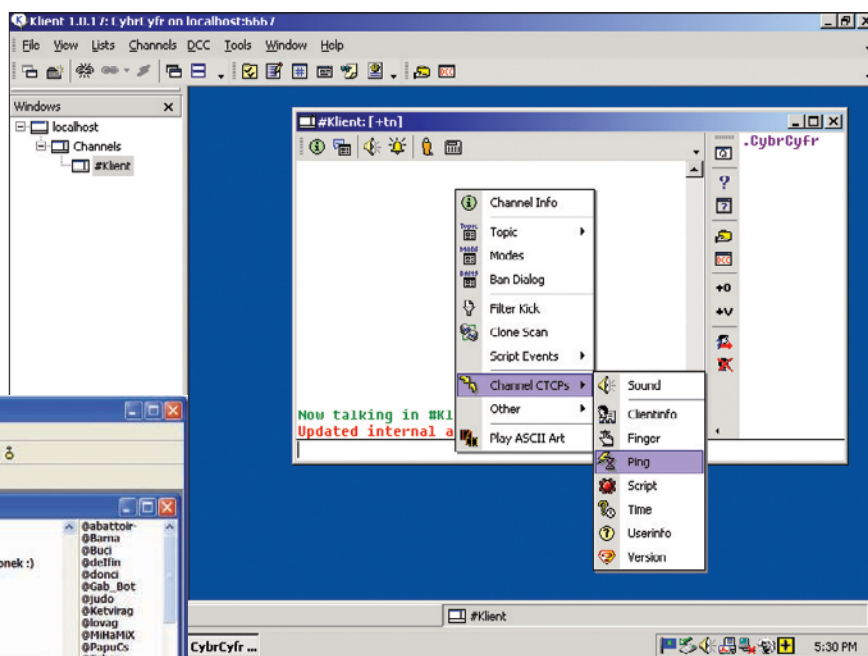 Klient 1.0.17: CybrCyfr on localhost:6667
File View Lists Channels DCC Tools Window Help
Windows
localhost
Channels
#Klient
#Klient: [+tn]
.CybrCyfr
Channel Info
Topic
Modes
Ban Dialog
Filter Kick
Clone Scan
Script Events
Channel CTCPs
Other
Play ASCII Art
Sound
Clientinfo
Finger
Ping
Script
Time
Userinfo
Version
+O
+V
Now talking in #Kl
Updated internal a
onek :)
@abattoir-
@Barna
@Buci
@delfin
@donci
@Gab_Bot
@judo
@Ketvirag
@lovag
@MiHaMiX
@PapuCs
#Klient
CybrCyfr ...
5:30 PM